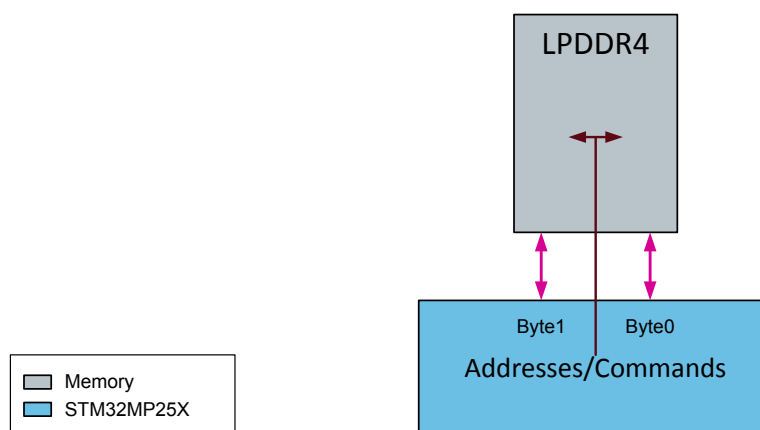 LPDDR4
Byte1 Byte0
Addresses/Commands
Memory
STM32MP25X